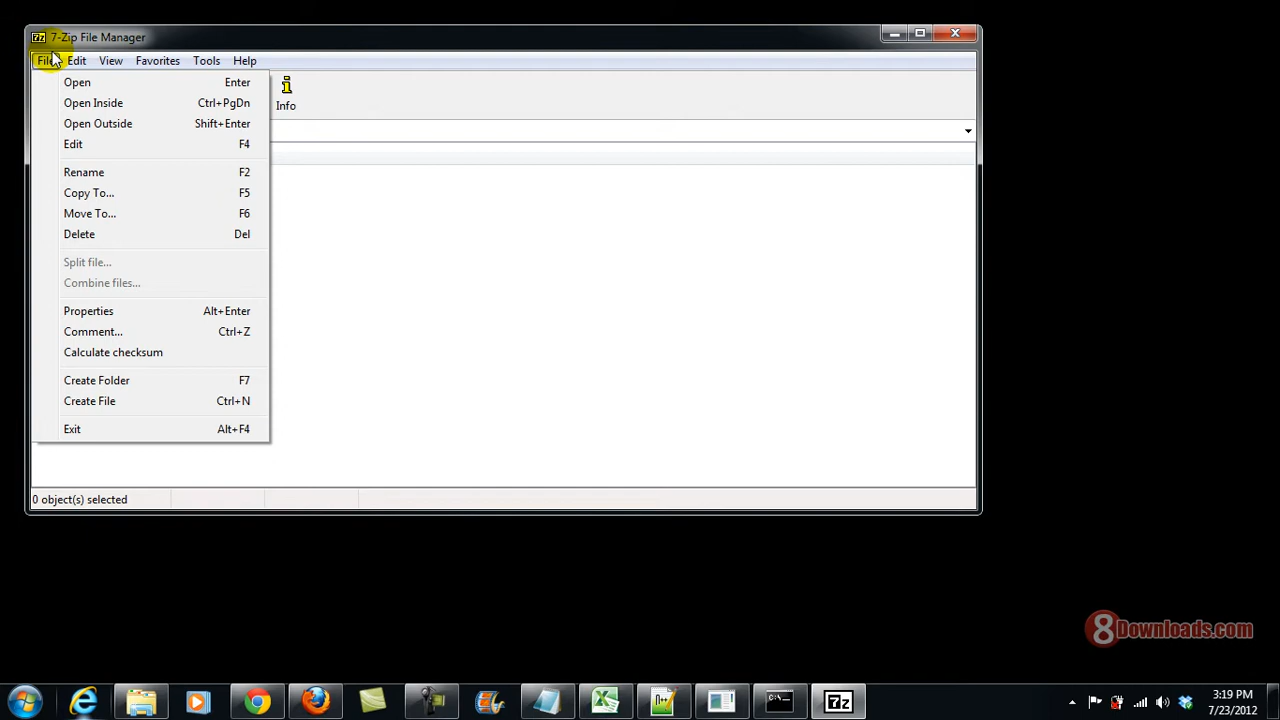 7z 7-Zip File Manager
File Edit View Favorites Tools Help
Open Enter
Open Inside Ctrl+PgDn
Open Outside Shift+Enter
Edit F4
Rename F2
Copy To... F5
Move To... F6
Delete Del
Split file...
Combine files...
Properties Alt+Enter
Comment... Ctrl+Z
Calculate checksum
Create Folder F7
Create File Ctrl+N
Exit Alt+F4
Info
0 object(s) selected
8Downloads.com
C:\.
7z
3:19 PM
7/23/2012